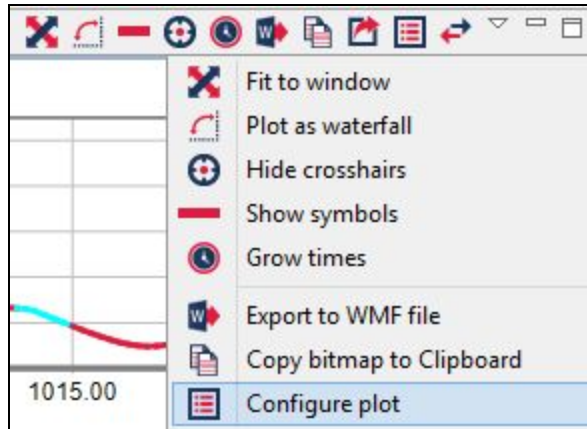 Fit to window
Plot as waterfall
Hide crosshairs
Show symbols
Grow times
W
Export to WMF file
Copy bitmap to Clipboard
1015.00
Configure plot